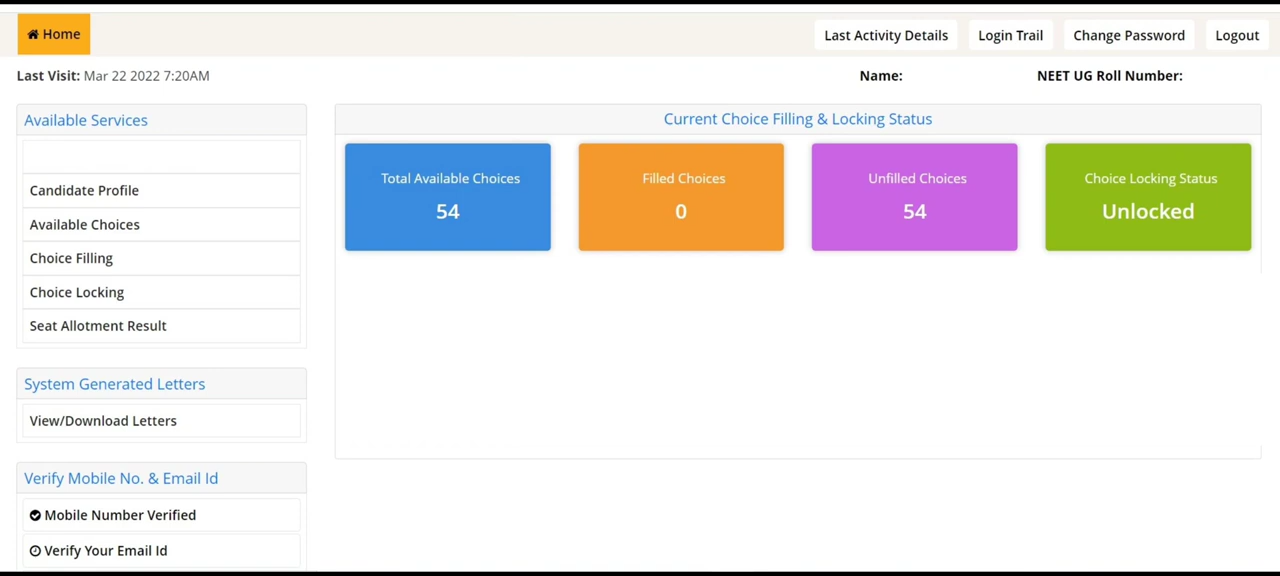 Home
Last Activity Details
Login Trail
Change Password
Logout
Last Visit: Mar 22 2022 7:20AM
Name:
NEET UG Roll Number:
Available Services
Candidate Profile
Available Choices
Choice Filling
Choice Locking
Seat Allotment Result
System Generated Letters
View/Download Letters
Verify Mobile No. & Email Id
Mobile Number Verified
Verify Your Email Id
Current Choice Filling & Locking Status
Total Available Choices
54
Filled Choices
0
Unfilled Choices
54
Choice Locking Status
Unlocked